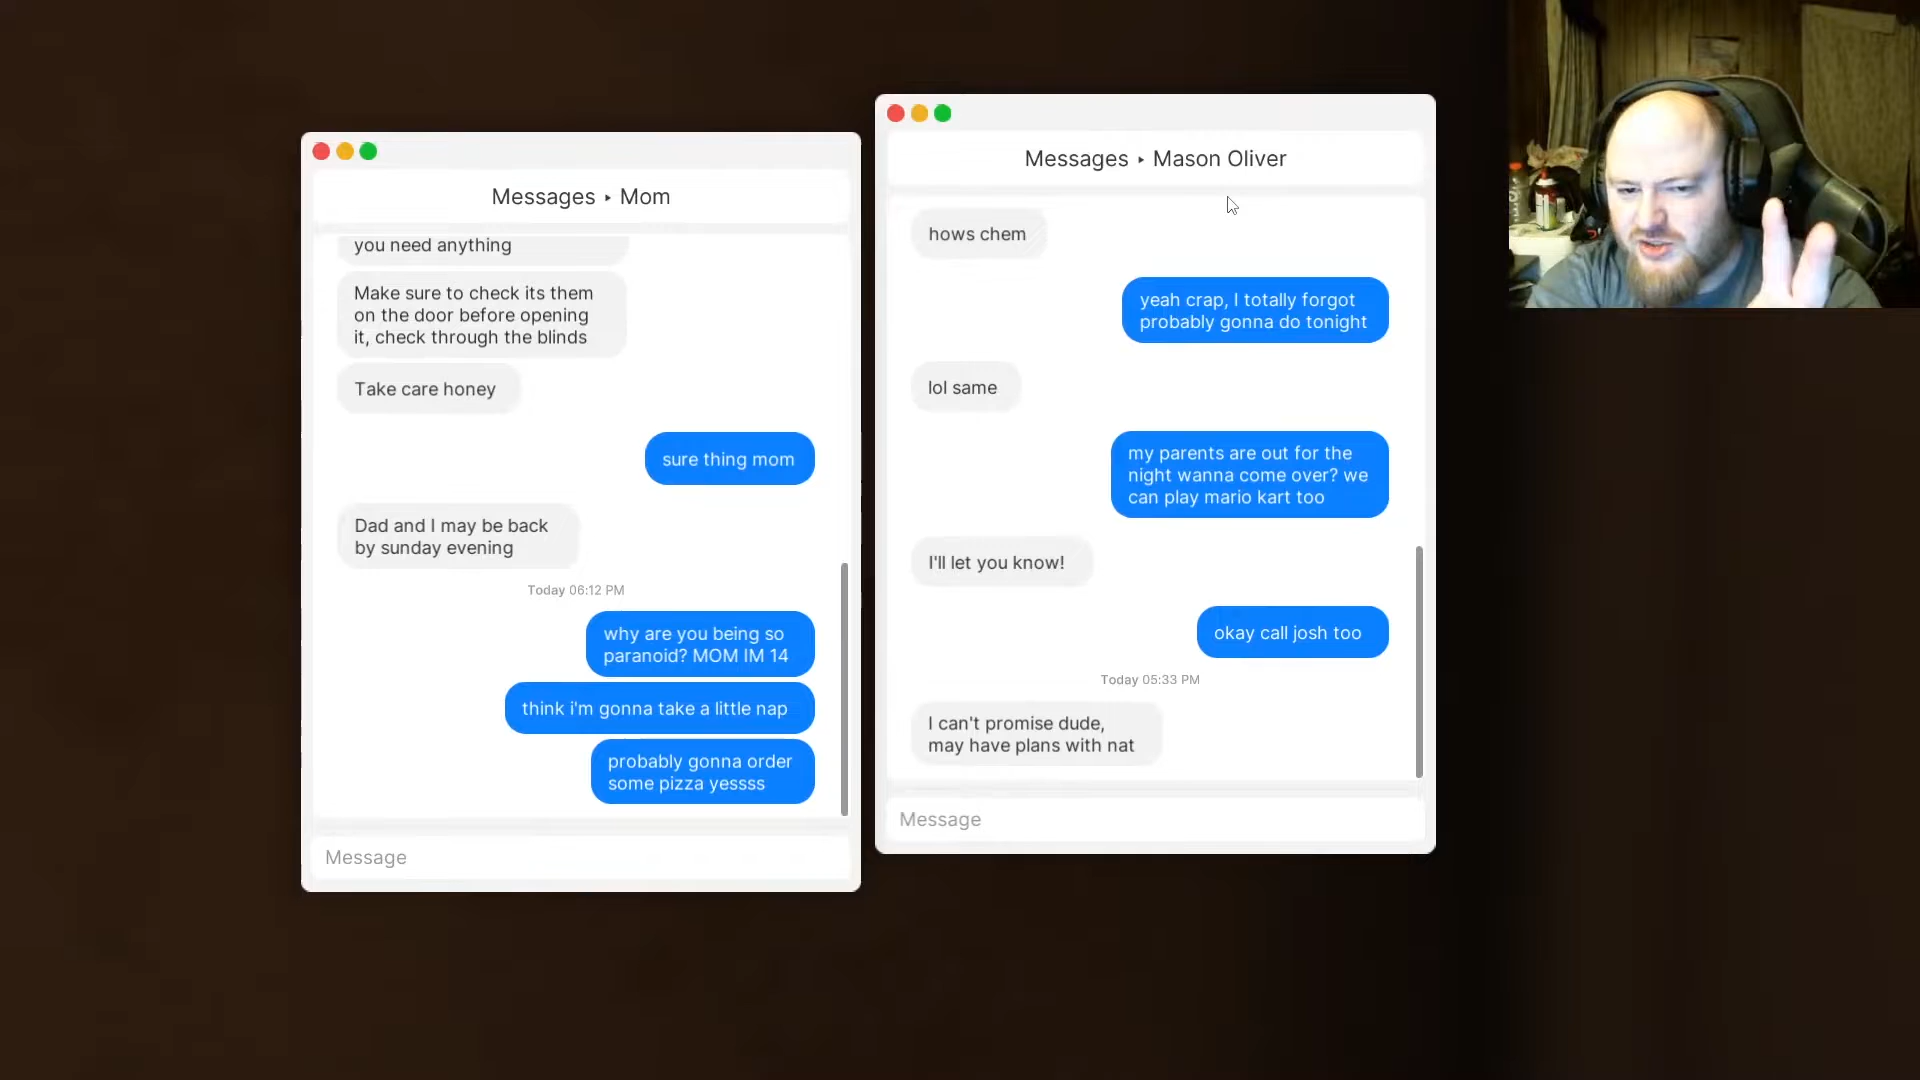 Messages ▸ Mom
you need anything
Make sure to check its them
on the door before opening
it, check through the blinds
Take care honey
sure thing mom
Dad and I may be back
by sunday evening
Today 06:12 PM
why are you being so
paranoid? MOM IM 14
think i'm gonna take a little nap
probably gonna order
some pizza yessss
Message
Messages ▸ Mason Oliver
hows chem
yeah crap, I totally forgot
probably gonna do tonight
lol same
my parents are out for the
night wanna come over? we
can play mario kart too
I'll let you know!
okay call josh too
Today 05:33 PM
I can't promise dude,
may have plans with nat
Message